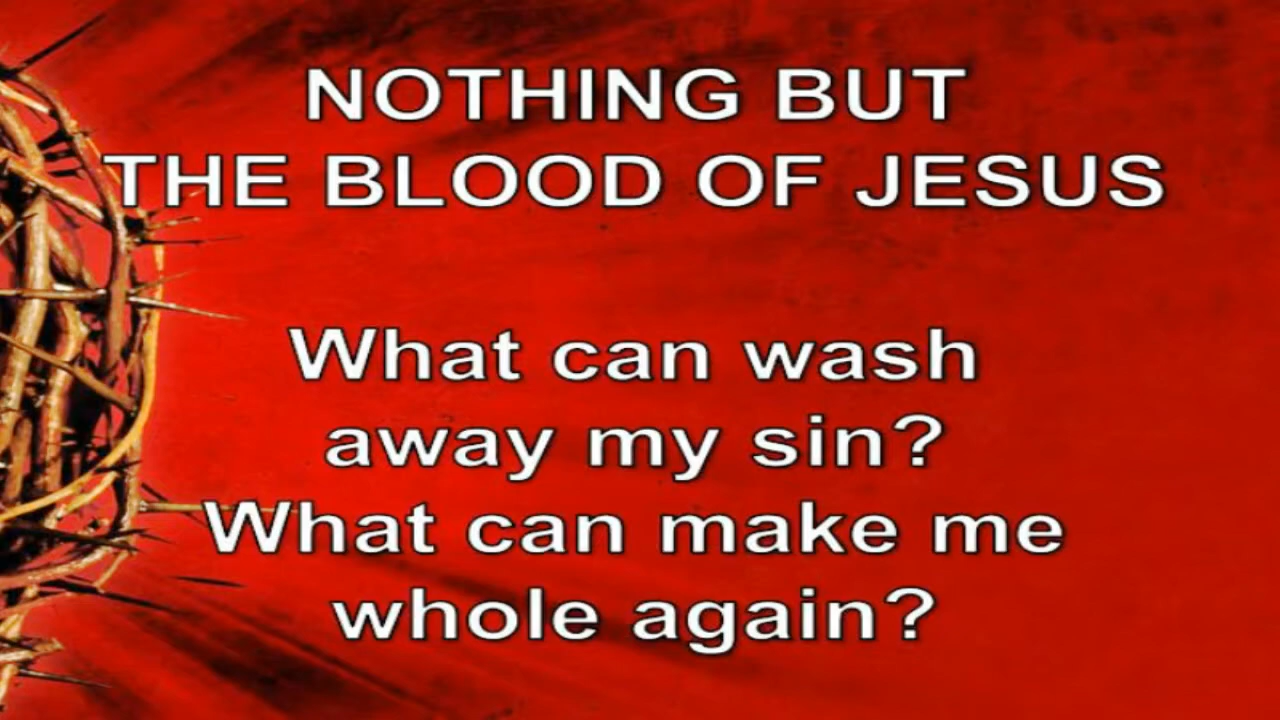 NOTHING BUT
THE BLOOD OF JESUS
What can wash
away my sin?
What can make me
whole again?